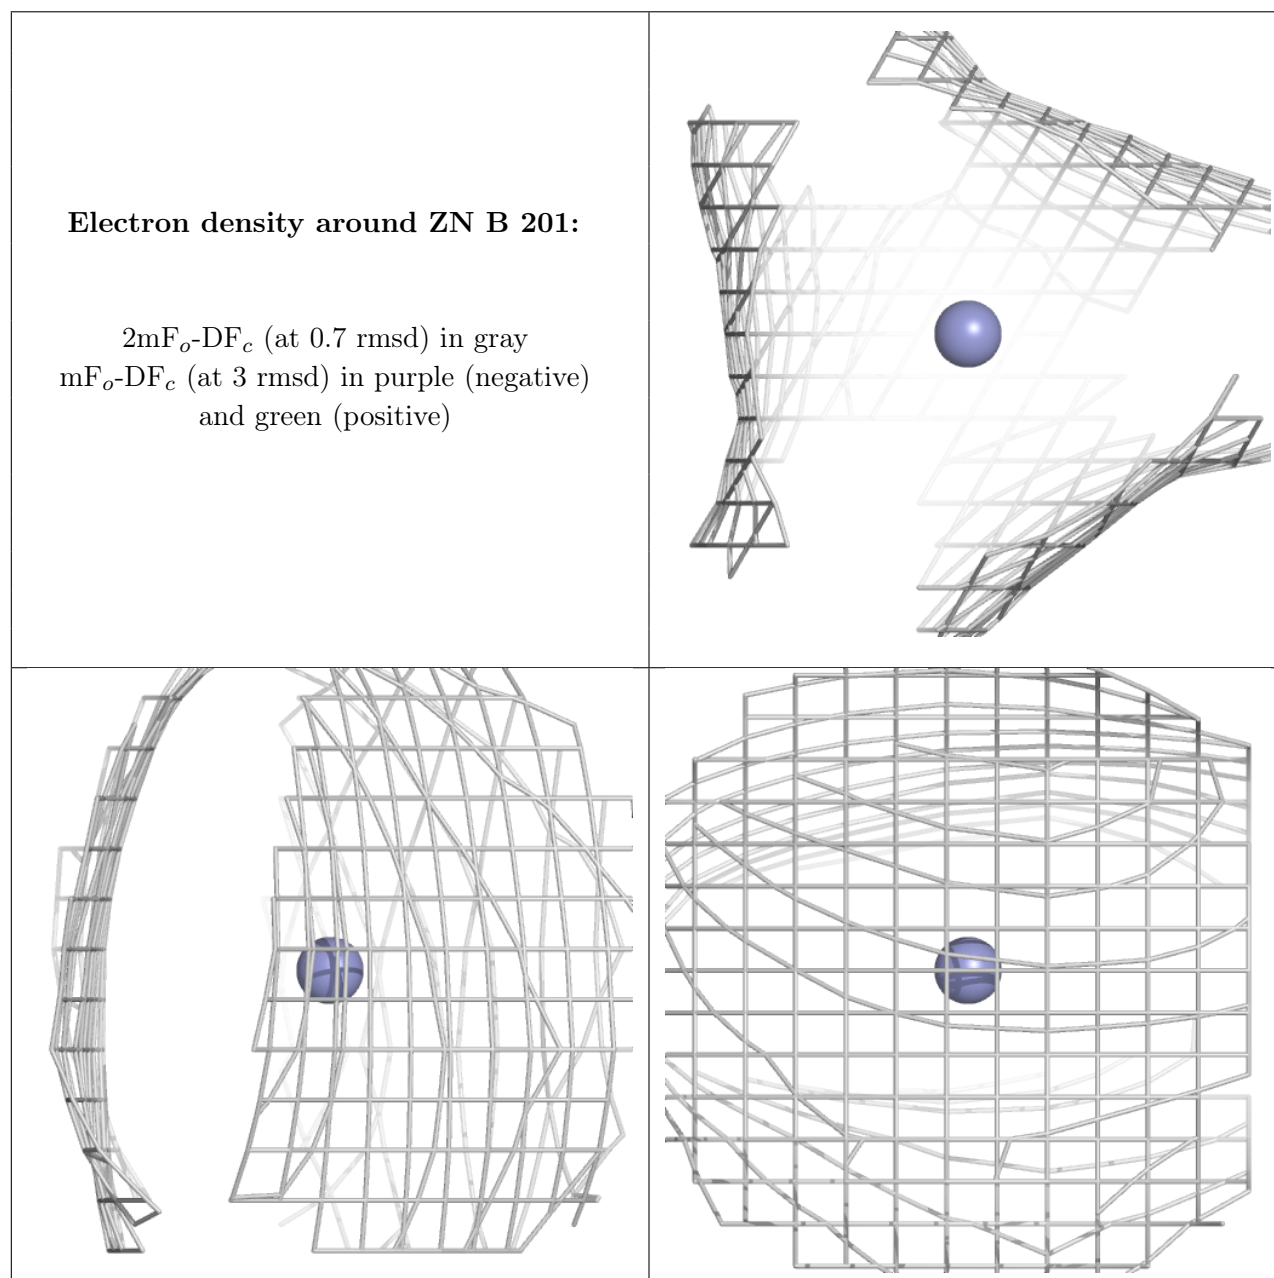 Electron density around ZN B 201:
2mFo-DFc (at 0.7 rmsd) in gray
mFo-DFc (at 3 rmsd) in purple (negative)
and green (positive)